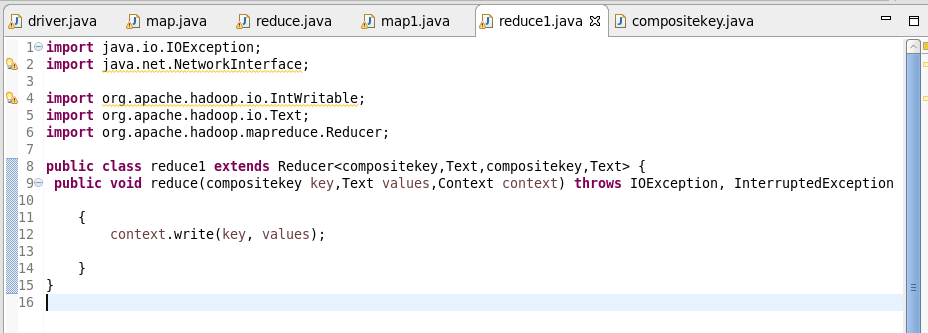 driver.java map.java reduce.java map1.java reduce1.java compositekey.java
1 import java.io.IOException;
2 import java.net.NetworkInterface;
3
4 import org.apache.hadoop.io.IntWritable;
5 import org.apache.hadoop.io.Text;
6 import org.apache.hadoop.mapreduce.Reducer;
7
8 public class reduce1 extends Reducer<compositekey,Text,compositekey,Text> {
9 public void reduce(compositekey key,Text values,Context context) throws IOException, InterruptedException
10
11 {
12 context.write(key, values);
13
14 }
15 }
16